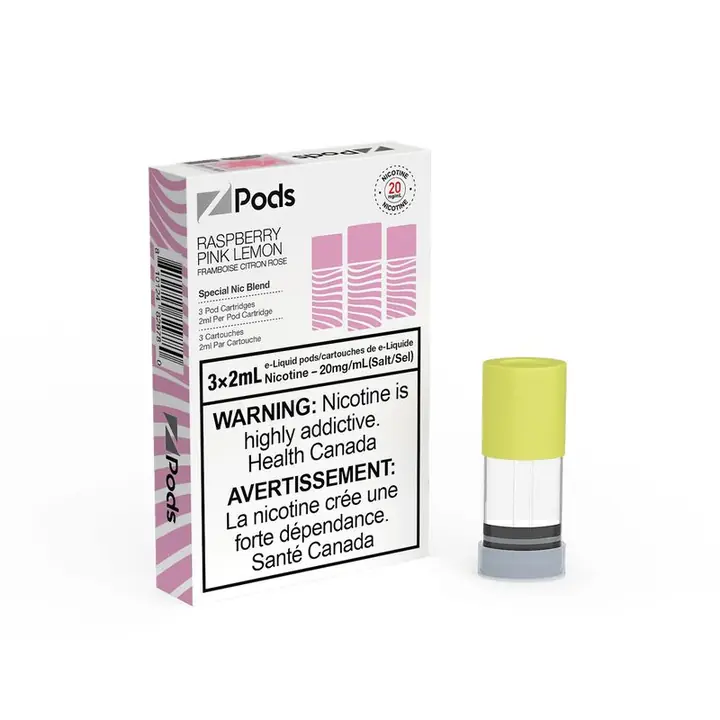 ZPods
NICOTINE
20
mg/mL
NICOTINE
RASPBERRY
PINK LEMON
FRAMBOISE CITRON ROSE
Special Nic Blend
3 Pod Cartridges
2ml Per Pod Cartridge
3 Cartouches
2ml Par Cartouche
3×2mL
e-Liquid pods/cartouches de e-Liquide
Nicotine – 20mg/mL(Salt/Sel)
WARNING: Nicotine is
highly addictive.
Health Canada
AVERTISSEMENT:
La nicotine crée une
forte dépendance.
Santé Canada
ZPods